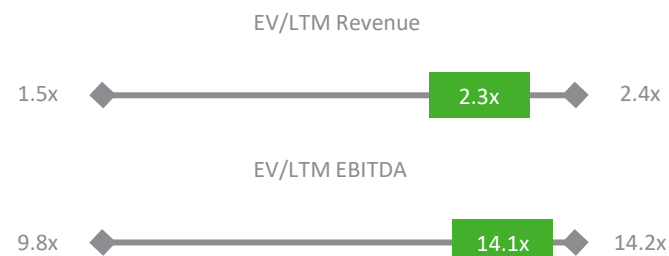 EV/LTM Revenue
1.5x 2.3x 2.4x
EV/LTM EBITDA
9.8x 14.1x 14.2x